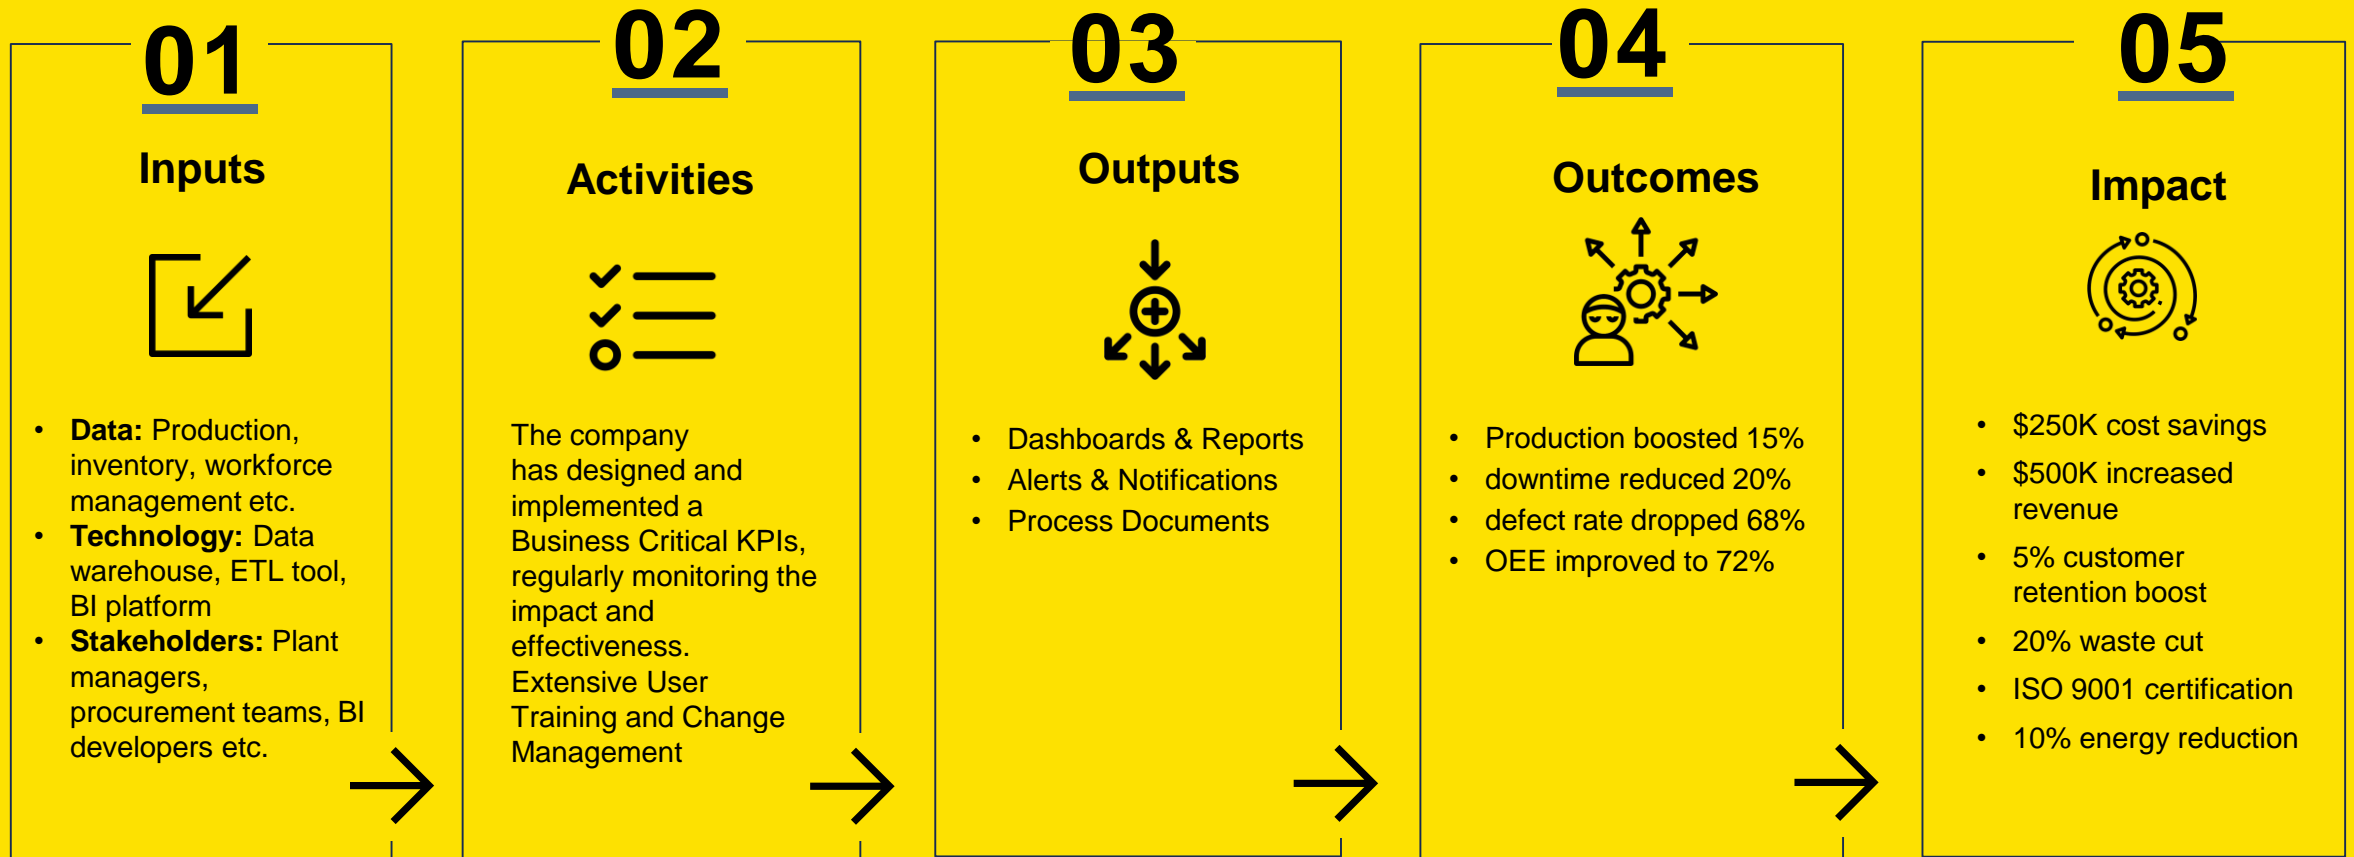 01
Inputs
• Data: Production,
inventory, workforce
management etc.
• Technology: Data
warehouse, ETL tool,
BI platform
• Stakeholders: Plant
managers,
procurement teams, BI
developers etc.
02
Activities
The company
has designed and
implemented a
Business Critical KPIs,
regularly monitoring the
impact and
effectiveness.
Extensive User
Training and Change
Management
03
Outputs
• Dashboards & Reports
• Alerts & Notifications
• Process Documents
04
Outcomes
• Production boosted 15%
• downtime reduced 20%
• defect rate dropped 68%
• OEE improved to 72%
05
Impact
• $250K cost savings
• $500K increased
revenue
• 5% customer
retention boost
• 20% waste cut
• ISO 9001 certification
• 10% energy reduction